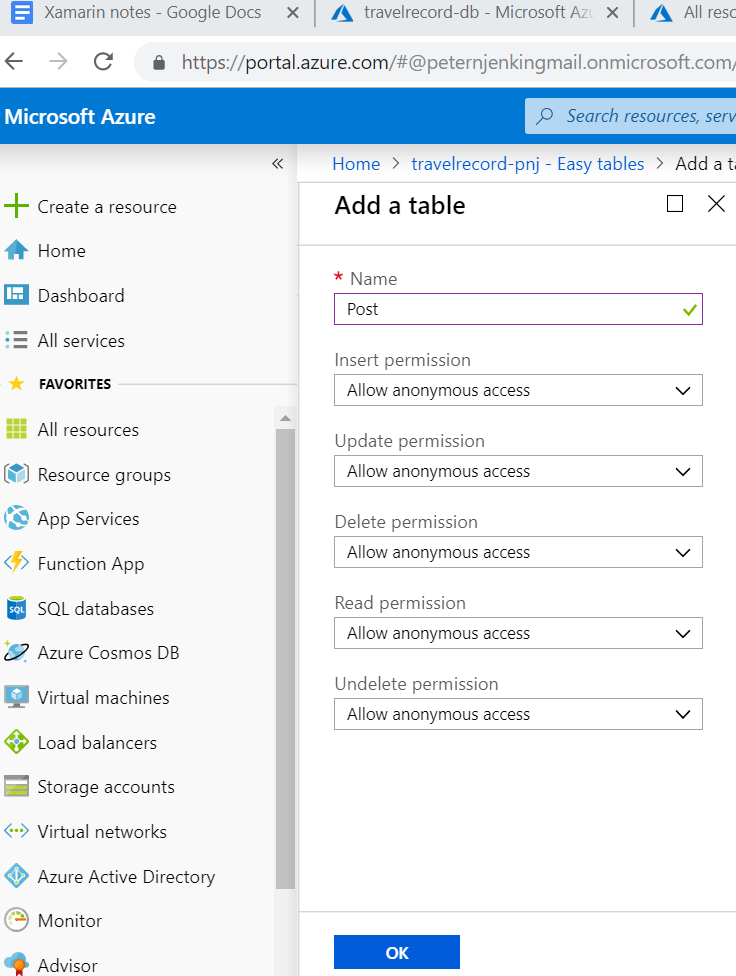 Xamarin notes - Google Docs
travelrecord-db - Microsoft Azu
All reso
https://portal.azure.com/#@peternjenkingmail.onmicrosoft.com/
Microsoft Azure
Search resources, serv
Home > travelrecord-pnj - Easy tables > Add a ta
Create a resource
Home
Dashboard
All services
FAVORITES
All resources
Resource groups
App Services
Function App
SQL databases
Azure Cosmos DB
Virtual machines
Load balancers
Storage accounts
Virtual networks
Azure Active Directory
Monitor
Advisor
Add a table
* Name
Post
Insert permission
Allow anonymous access
Update permission
Allow anonymous access
Delete permission
Allow anonymous access
Read permission
Allow anonymous access
Undelete permission
Allow anonymous access
OK